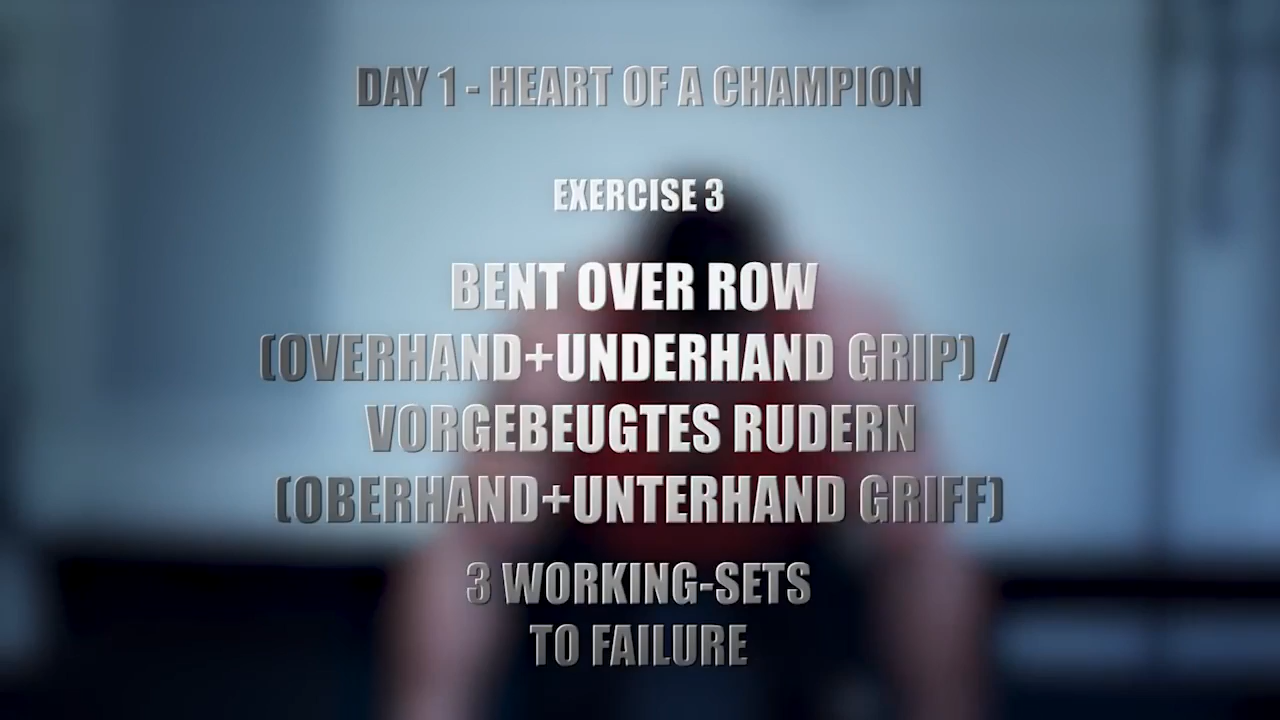 DAY 1 - HEART OF A CHAMPION
EXERCISE 3
BENT OVER ROW
(OVERHAND+UNDERHAND GRIP) /
VORGEBEUGTES RUDERN
(OBERHAND+UNTERHAND GRIFF)
3 WORKING-SETS
TO FAILURE